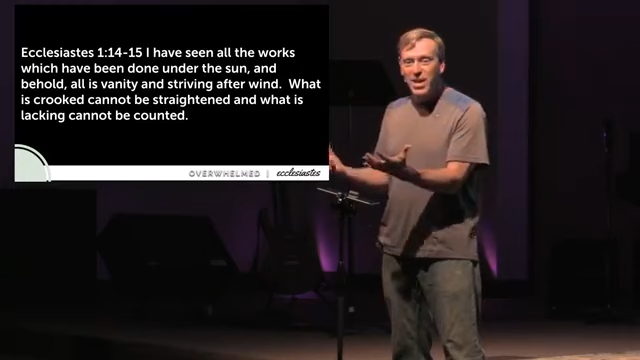 Ecclesiastes 1:14-15 I have seen all the works
which have been done under the sun, and
behold, all is vanity and striving after wind.  What
is crooked cannot be straightened and what is
lacking cannot be counted.
OVERWHELMED | ecclesiastes